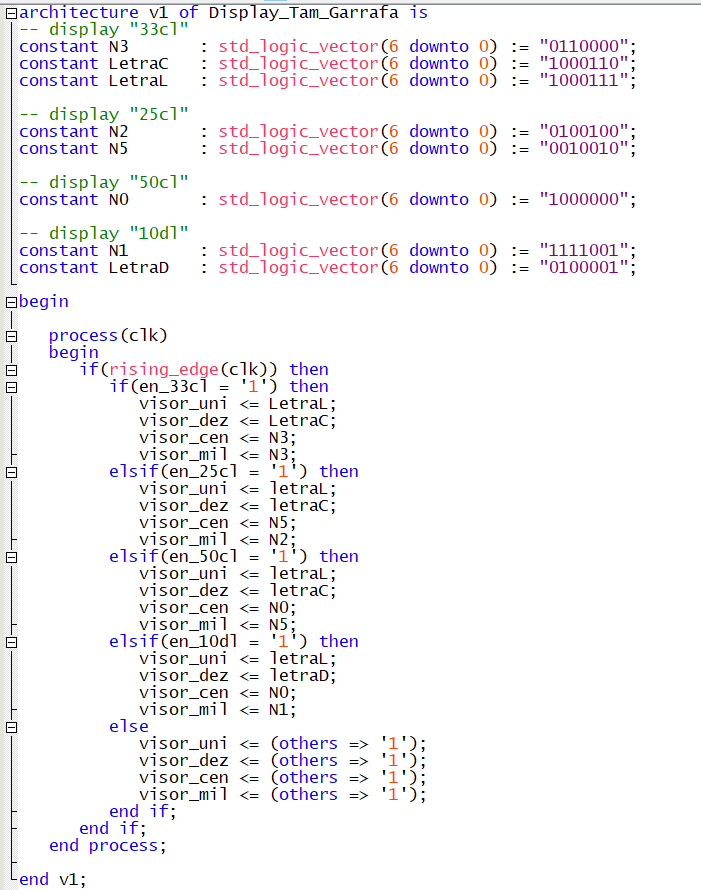 architecture v1 of Display_Tam_Garrafa is
-- display "33cl"
constant N3       : std_logic_vector(6 downto 0) := "0110000";
constant LetraC   : std_logic_vector(6 downto 0) := "1000110";
constant LetraL   : std_logic_vector(6 downto 0) := "1000111";

-- display "25cl"
constant N2       : std_logic_vector(6 downto 0) := "0100100";
constant N5       : std_logic_vector(6 downto 0) := "0010010";

-- display "50cl"
constant N0       : std_logic_vector(6 downto 0) := "1000000";

-- display "10dl"
constant N1       : std_logic_vector(6 downto 0) := "1111001";
constant LetraD   : std_logic_vector(6 downto 0) := "0100001";

begin

   process(clk)
   begin
      if(rising_edge(clk)) then
         if(en_33cl = '1') then
            visor_uni <= LetraL;
            visor_dez <= LetraC;
            visor_cen <= N3;
            visor_mil <= N3;
         elsif(en_25cl = '1') then
            visor_uni <= letraL;
            visor_dez <= letraC;
            visor_cen <= N5;
            visor_mil <= N2;
         elsif(en_50cl = '1') then
            visor_uni <= letraL;
            visor_dez <= letraC;
            visor_cen <= N0;
            visor_mil <= N5;
         elsif(en_10dl = '1') then
            visor_uni <= letraL;
            visor_dez <= letraD;
            visor_cen <= N0;
            visor_mil <= N1;
         else
            visor_uni <= (others => '1');
            visor_dez <= (others => '1');
            visor_cen <= (others => '1');
            visor_mil <= (others => '1');
         end if;
      end if;
   end process;

end v1;